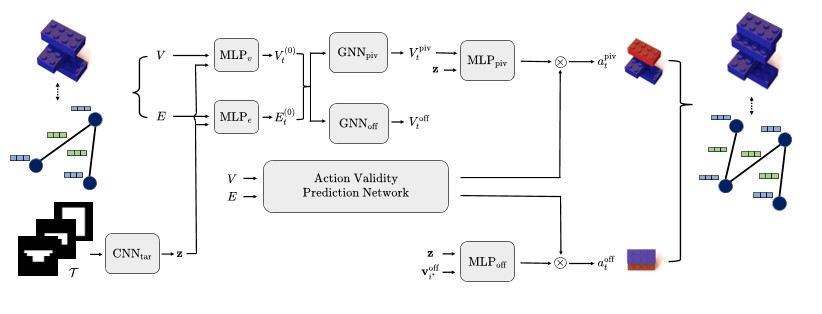 V
MLP_v
V_t^(0)
GNN_piv
V_t^piv
z
MLP_piv
⊗
a_t^piv
E
MLP_e
E_t^(0)
GNN_off
V_t^off
V
E
Action Validity
Prediction Network
𝒯
CNN_tar
z
z
v_{i*}^off
MLP_off
⊗
a_t^off